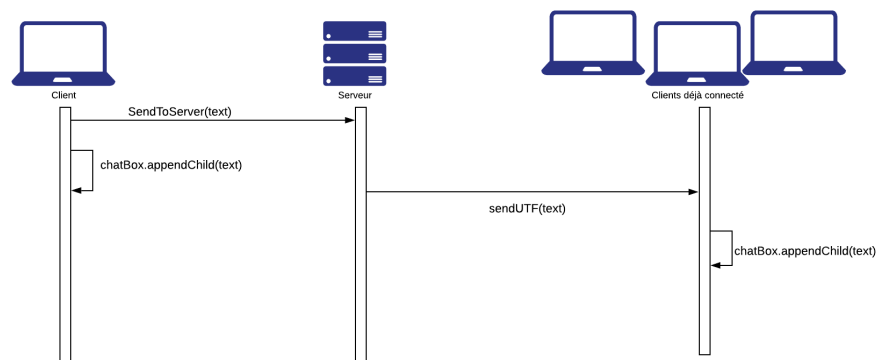 Client
Serveur
Clients déjà connecté
SendToServer(text)
chatBox.appendChild(text)
sendUTF(text)
chatBox.appendChild(text)